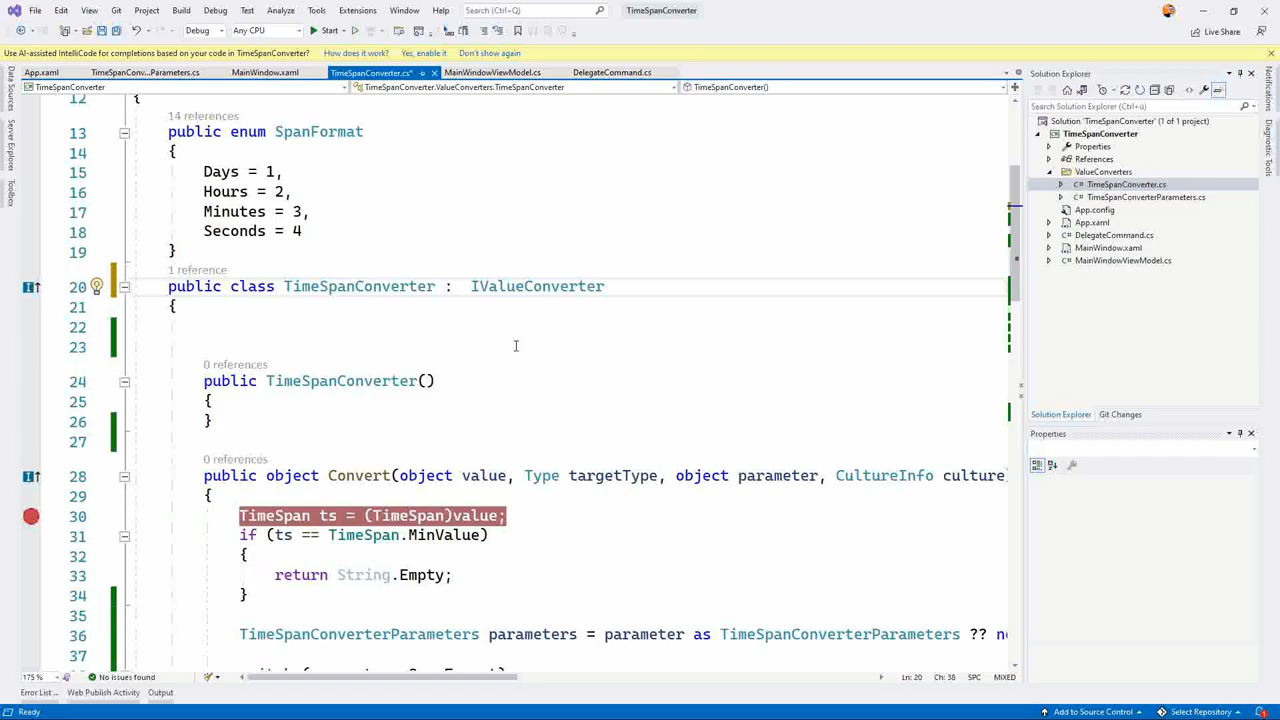 File Edit View Git Project Build Debug Test Analyze Tools Extensions Window Help Search (Ctrl+Q) TimeSpanConverter
Debug Any CPU Start Live Share
Use AI-assisted IntelliCode for completions based on your code in TimeSpanConverter? How does it work? Yes, enable it Don't show again
App.xaml TimeSpanConv...Parameters.cs MainWindow.xaml TimeSpanConverter.cs* MainWindowViewModel.cs DelegateCommand.cs
TimeSpanConverter TimeSpanConverter.ValueConverters.TimeSpanConverter TimeSpanConverter()
12 {
14 references
13 public enum SpanFormat
14 {
15 Days = 1,
16 Hours = 2,
17 Minutes = 3,
18 Seconds = 4
19 }
1 reference
20 public class TimeSpanConverter : IValueConverter
21 {
22
23
0 references
24 public TimeSpanConverter()
25 {
26 }
27
0 references
28 public object Convert(object value, Type targetType, object parameter, CultureInfo culture)
29 {
30 TimeSpan ts = (TimeSpan)value;
31 if (ts == TimeSpan.MinValue)
32 {
33 return String.Empty;
34 }
35
36 TimeSpanConverterParameters parameters = parameter as TimeSpanConverterParameters ?? ne
37
175 % No issues found Ln: 20 Ch: 38 SPC MIXED
Error List ... Web Publish Activity Output
Ready Add to Source Control Select Repository
Data Sources
Server Explorer
Toolbox
Solution Explorer
Solution 'TimeSpanConverter' (1 of 1 project)
TimeSpanConverter
Properties
References
ValueConverters
TimeSpanConverter.cs
TimeSpanConverterParameters.cs
App.config
App.xaml
DelegateCommand.cs
MainWindow.xaml
MainWindowViewModel.cs
Solution Explorer Git Changes
Properties
Notifications
Diagnostic Tools